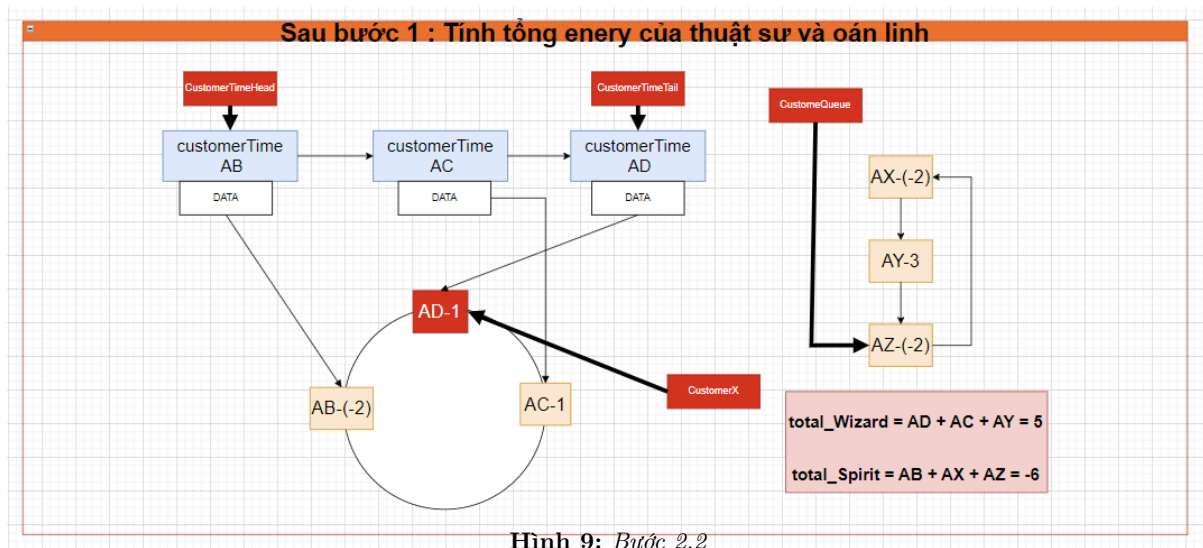 Sau bước 1 : Tính tổng enery của thuật sư và oán linh
CustomerTimeHead
CustomerTimeTail
CustomeQueue
customerTime
AB
customerTime
AC
customerTime
AD
DATA
DATA
DATA
AX-(-2)
AY-3
AZ-(-2)
AD-1
AB-(-2)
AC-1
CustomerX
total_Wizard = AD + AC + AY = 5
total_Spirit = AB + AX + AZ = -6
Hình 9: Bước 2.2